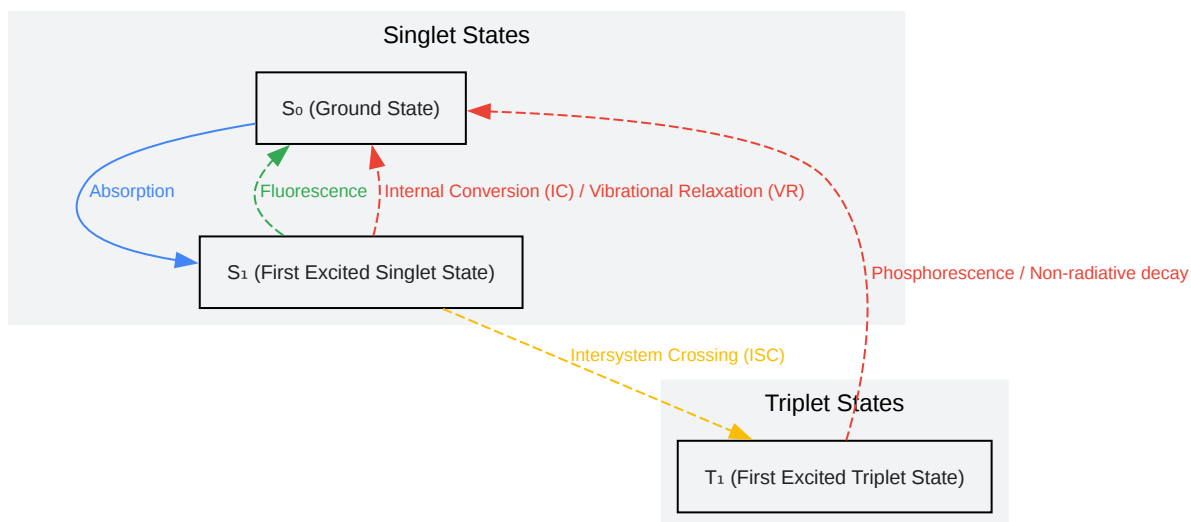 Singlet States
S₀ (Ground State)
Absorption
Fluorescence
Internal Conversion (IC) / Vibrational Relaxation (VR)
S₁ (First Excited Singlet State)
Phosphorescence / Non-radiative decay
Intersystem Crossing (ISC)
Triplet States
T₁ (First Excited Triplet State)